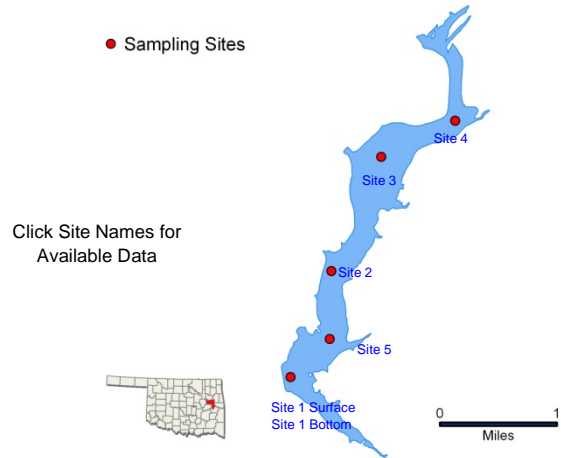 Sampling Sites
Site 4
Site 3
Click Site Names for
Available Data
Site 2
Site 5
Site 1 Surface
Site 1 Bottom
0 1
Miles